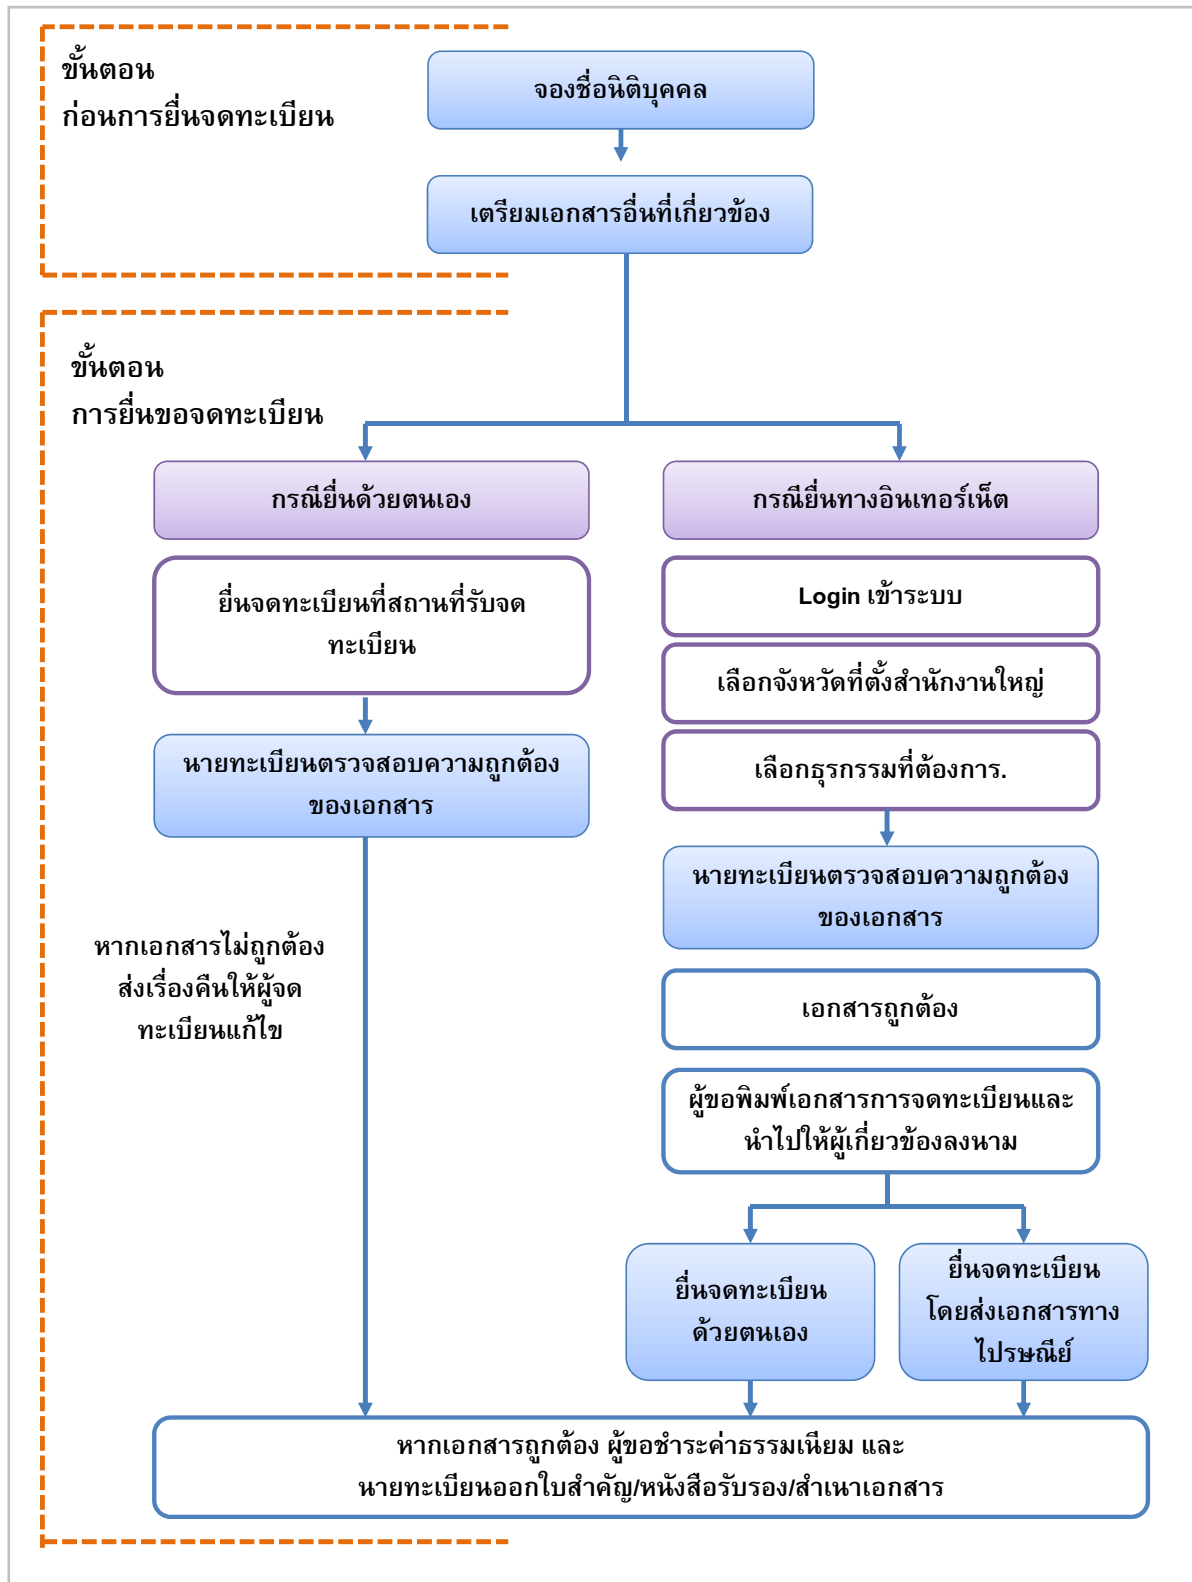 ขั้นตอน
ก่อนการยื่นจดทะเบียน
จองชื่อนิติบุคคล
เตรียมเอกสารอื่นที่เกี่ยวข้อง
ขั้นตอน
การยื่นขอจดทะเบียน
กรณียื่นด้วยตนเอง
ยื่นจดทะเบียนที่สถานที่รับจด
ทะเบียน
นายทะเบียนตรวจสอบความถูกต้อง
ของเอกสาร
หากเอกสารไม่ถูกต้อง
ส่งเรื่องคืนให้ผู้จด
ทะเบียนแก้ไข
กรณียื่นทางอินเทอร์เน็ต
Login เข้าระบบ
เลือกจังหวัดที่ตั้งสำนักงานใหญ่
เลือกธุรกรรมที่ต้องการ.
นายทะเบียนตรวจสอบความถูกต้อง
ของเอกสาร
เอกสารถูกต้อง
ผู้ขอพิมพ์เอกสารการจดทะเบียนและ
นำไปให้ผู้เกี่ยวข้องลงนาม
ยื่นจดทะเบียน
ด้วยตนเอง
ยื่นจดทะเบียน
โดยส่งเอกสารทาง
ไปรษณีย์
หากเอกสารถูกต้อง ผู้ขอชำระค่าธรรมเนียม และ
นายทะเบียนออกใบสำคัญ/หนังสือรับรอง/สำเนาเอกสาร